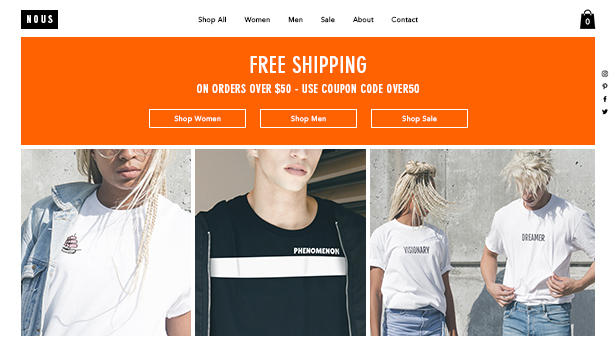 NOUS
Shop All Women Men Sale About Contact
0
FREE SHIPPING
ON ORDERS OVER $50 - USE COUPON CODE OVER50
Shop Women Shop Men Shop Sale
PHENOMENON
VISIONARY
DREAMER